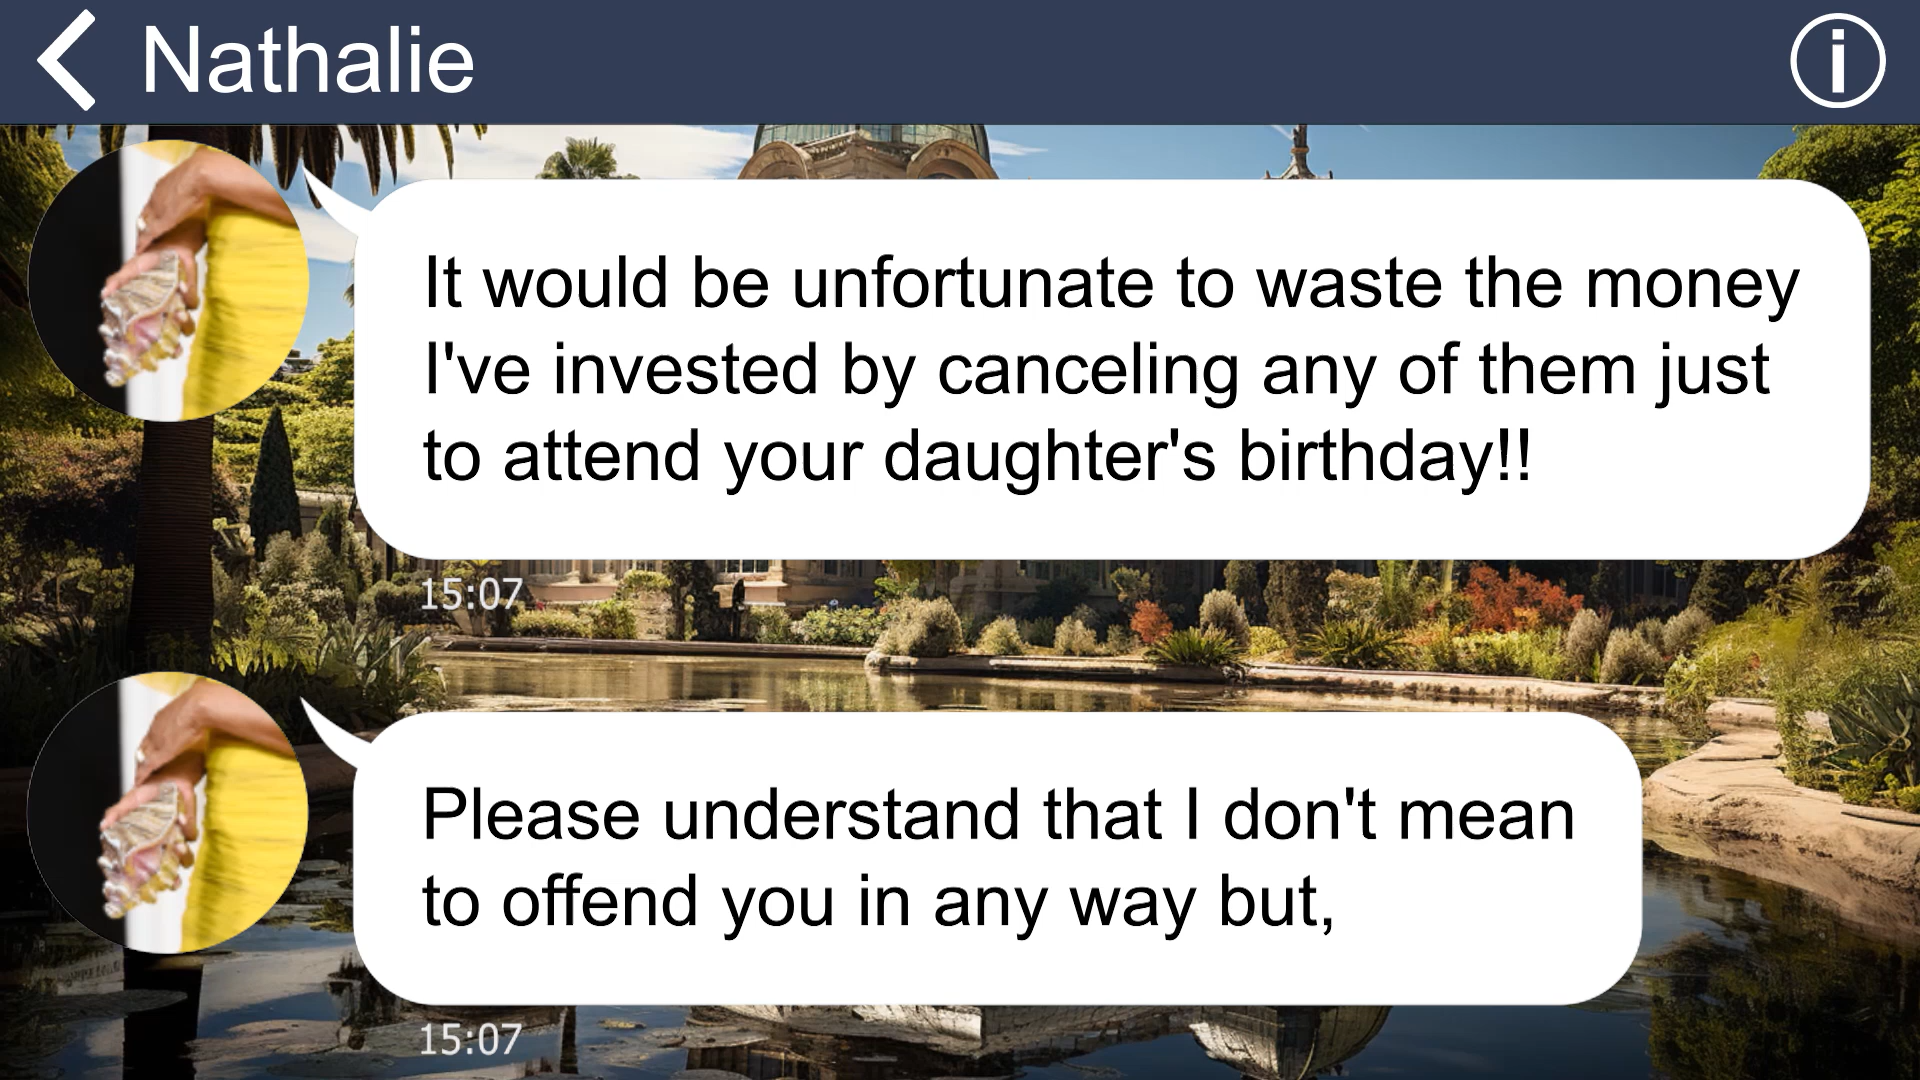 Nathalie
It would be unfortunate to waste the money
I've invested by canceling any of them just
to attend your daughter's birthday!!
15:07
Please understand that I don't mean
to offend you in any way but,
15:07